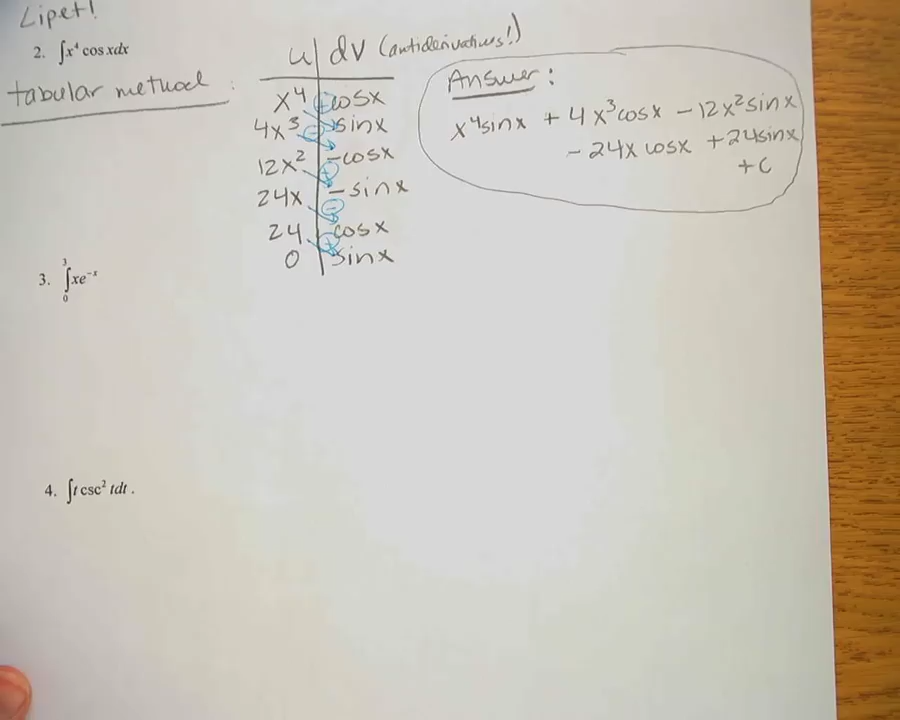 Lipet!
2. ∫x⁴ cos xdx
tabular method :
u | dv (antiderivatives!)
x⁴ + cosx
4x³ − sinx
12x² + −cosx
24x − −sinx
24 + cosx
0 sinx
Answer :
x⁴sinx + 4x³cosx − 12x²sinx
− 24x cosx + 24sinx
+ c
3. ∫₀³ xe⁻ˣ
4. ∫t csc² tdt .